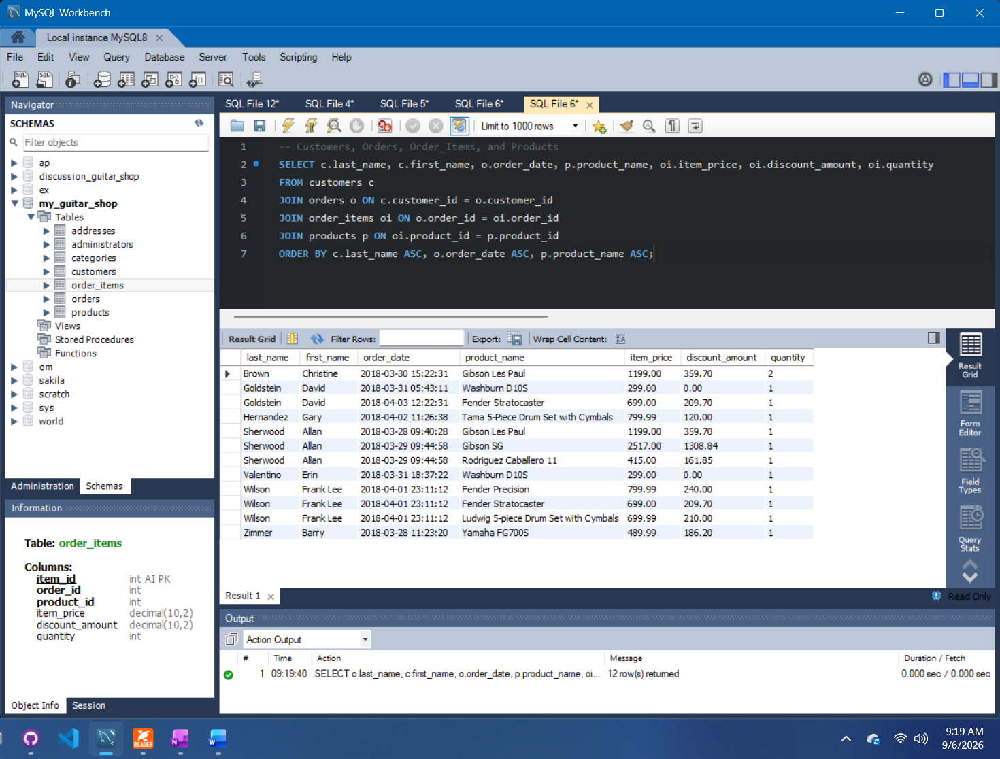 MySQL Workbench
Local instance MySQL8
File Edit View Query Database Server Tools Scripting Help
Navigator
SCHEMAS
Filter objects
ap
discussion_guitar_shop
ex
my_guitar_shop
Tables
addresses
administrators
categories
customers
order_items
orders
products
Views
Stored Procedures
Functions
om
sakila
scratch
sys
world
Administration Schemas
Information
Table: order_items
Columns:
item_id int AI PK
order_id int
product_id int
item_price decimal(10,2)
discount_amount decimal(10,2)
quantity int
Object Info Session
SQL File 12* SQL File 4* SQL File 5* SQL File 6* SQL File 6*
Limit to 1000 rows
1 -- Customers, Orders, Order_Items, and Products
2 SELECT c.last_name, c.first_name, o.order_date, p.product_name, oi.item_price, oi.discount_amount, oi.quantity
3 FROM customers c
4 JOIN orders o ON c.customer_id = o.customer_id
5 JOIN order_items oi ON o.order_id = oi.order_id
6 JOIN products p ON oi.product_id = p.product_id
7 ORDER BY c.last_name ASC, o.order_date ASC, p.product_name ASC;
Result Grid Filter Rows: Export: Wrap Cell Content:
last_name first_name order_date product_name item_price discount_amount quantity
Brown Christine 2018-03-30 15:22:31 Gibson Les Paul 1199.00 359.70 2
Goldstein David 2018-03-31 05:43:11 Washburn D10S 299.00 0.00 1
Goldstein David 2018-04-03 12:22:31 Fender Stratocaster 699.00 209.70 1
Hernandez Gary 2018-04-02 11:26:38 Tama 5-Piece Drum Set with Cymbals 799.99 120.00 1
Sherwood Allan 2018-03-28 09:40:28 Gibson Les Paul 1199.00 359.70 1
Sherwood Allan 2018-03-29 09:44:58 Gibson SG 2517.00 1308.84 1
Sherwood Allan 2018-03-29 09:44:58 Rodriguez Caballero 11 415.00 161.85 1
Valentino Erin 2018-03-31 18:37:22 Washburn D10S 299.00 0.00 1
Wilson Frank Lee 2018-04-01 23:11:12 Fender Precision 799.99 240.00 1
Wilson Frank Lee 2018-04-01 23:11:12 Fender Stratocaster 699.00 209.70 1
Wilson Frank Lee 2018-04-01 23:11:12 Ludwig 5-piece Drum Set with Cymbals 699.99 210.00 1
Zimmer Barry 2018-03-28 11:23:20 Yamaha FG700S 489.99 186.20 1
Result
Grid
Form
Editor
Field
Types
Query
Stats
Result 1
Read Only
Output
Action Output
# Time Action Message Duration / Fetch
1 09:19:40 SELECT c.last_name, c.first_name, o.order_date, p.product_name, oi... 12 row(s) returned 0.000 sec / 0.000 sec
READER
N
W
9:19 AM
9/6/2026